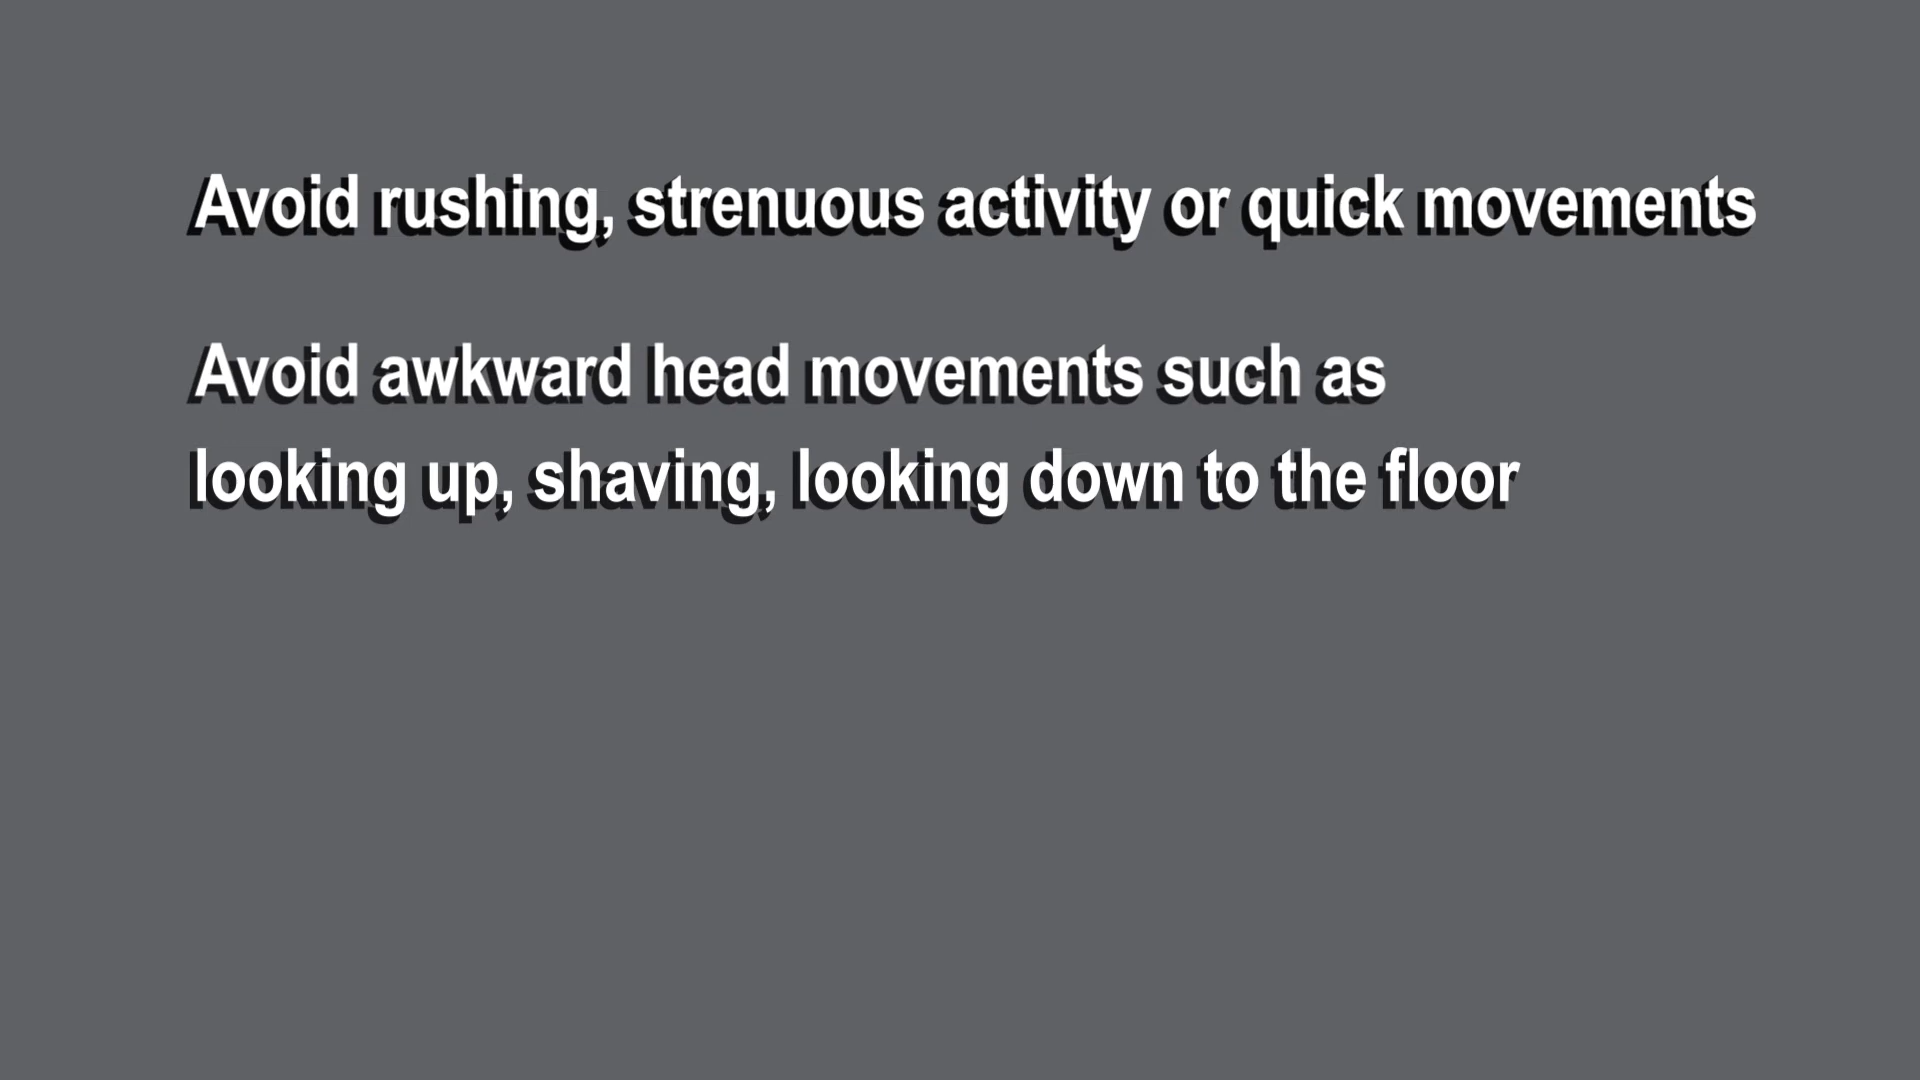 Avoid rushing, strenuous activity or quick movements
Avoid awkward head movements such as
looking up, shaving, looking down to the floor